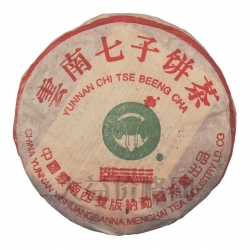 雲南七子餅茶
YUNNAN CHI TSE BEENG CHA
中國雲南西雙版納勐海茶廠出品
CHINA YUNNAN XISHUANGBANNA MENGHAI TEA INDUSTRY LD. CO